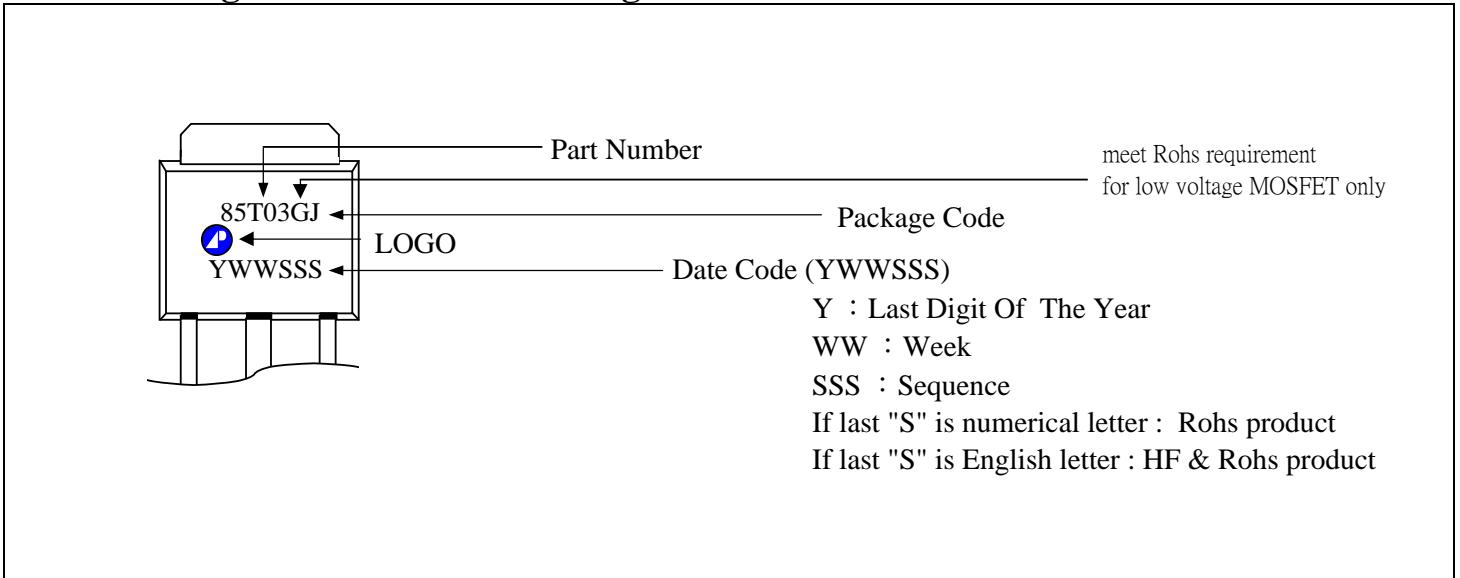 Part Number
meet Rohs requirement
for low voltage MOSFET only
85T03GJ
Package Code
LOGO
YWWSSS
Date Code (YWWSSS)
Y ：Last Digit Of The Year
WW ：Week
SSS ：Sequence
If last "S" is numerical letter : Rohs product
If last "S" is English letter : HF & Rohs product